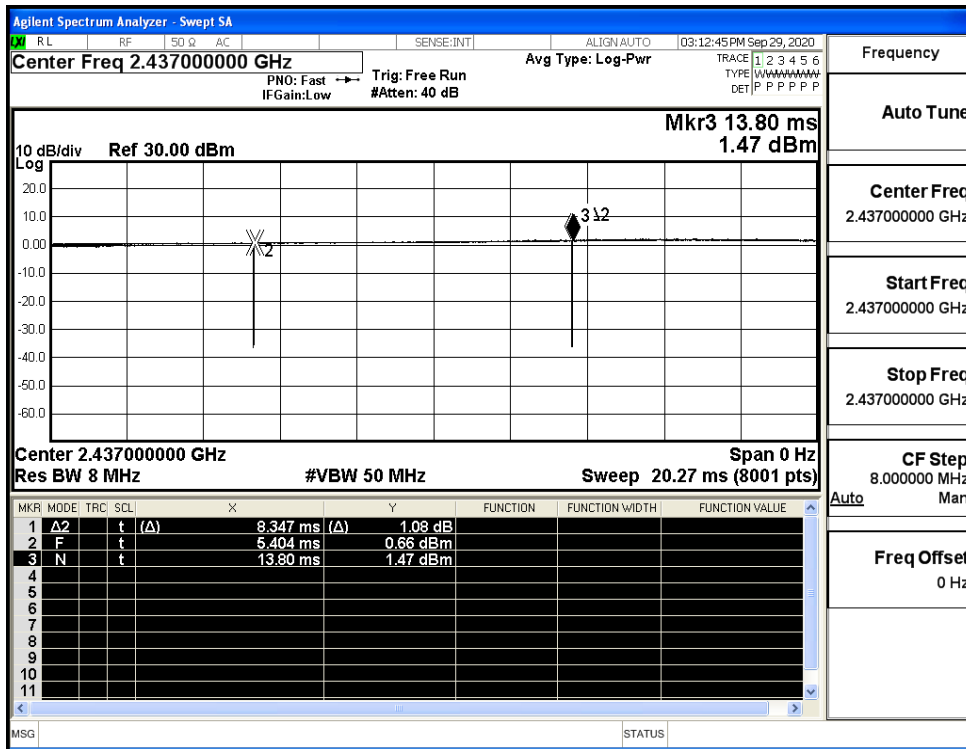 Agilent Spectrum Analyzer - Swept SA
LXI RL RF 50 Ω AC SENSE:INT ALIGN AUTO 03:12:45 PM Sep 29, 2020
Center Freq 2.437000000 GHz
PNO: Fast
IFGain:Low
Trig: Free Run
#Atten: 40 dB
Avg Type: Log-Pwr
TRACE 1 2 3 4 5 6
TYPE W
DET P P P P P P
Mkr3 13.80 ms
1.47 dBm
10 dB/div Ref 30.00 dBm
Log
20.0
10.0
0.00
-10.0
-20.0
-30.0
-40.0
-50.0
-60.0
2
3 1Δ2
Center 2.437000000 GHz Span 0 Hz
Res BW 8 MHz #VBW 50 MHz Sweep 20.27 ms (8001 pts)
MKR MODE TRC SCL X Y FUNCTION FUNCTION WIDTH FUNCTION VALUE
1 Δ2 t (Δ) 8.347 ms (Δ) 1.08 dB
2 F t 5.404 ms 0.66 dBm
3 N t 13.80 ms 1.47 dBm
4
5
6
7
8
9
10
11
MSG STATUS
Frequency
Auto Tune
Center Freq
2.437000000 GHz
Start Freq
2.437000000 GHz
Stop Freq
2.437000000 GHz
CF Step
8.000000 MHz
Auto Man
Freq Offset
0 Hz